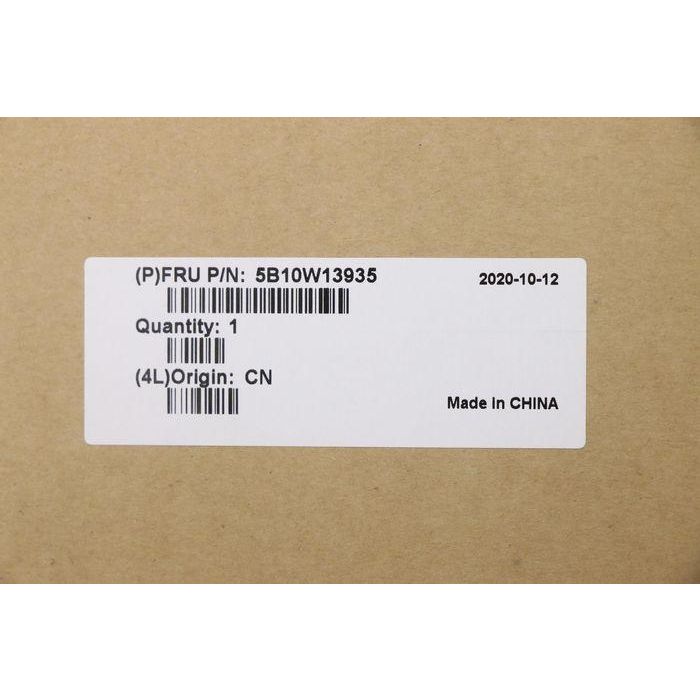 (P)FRU P/N: 5B10W13935
2020-10-12
Quantity: 1
(4L)Origin: CN
Made In CHINA